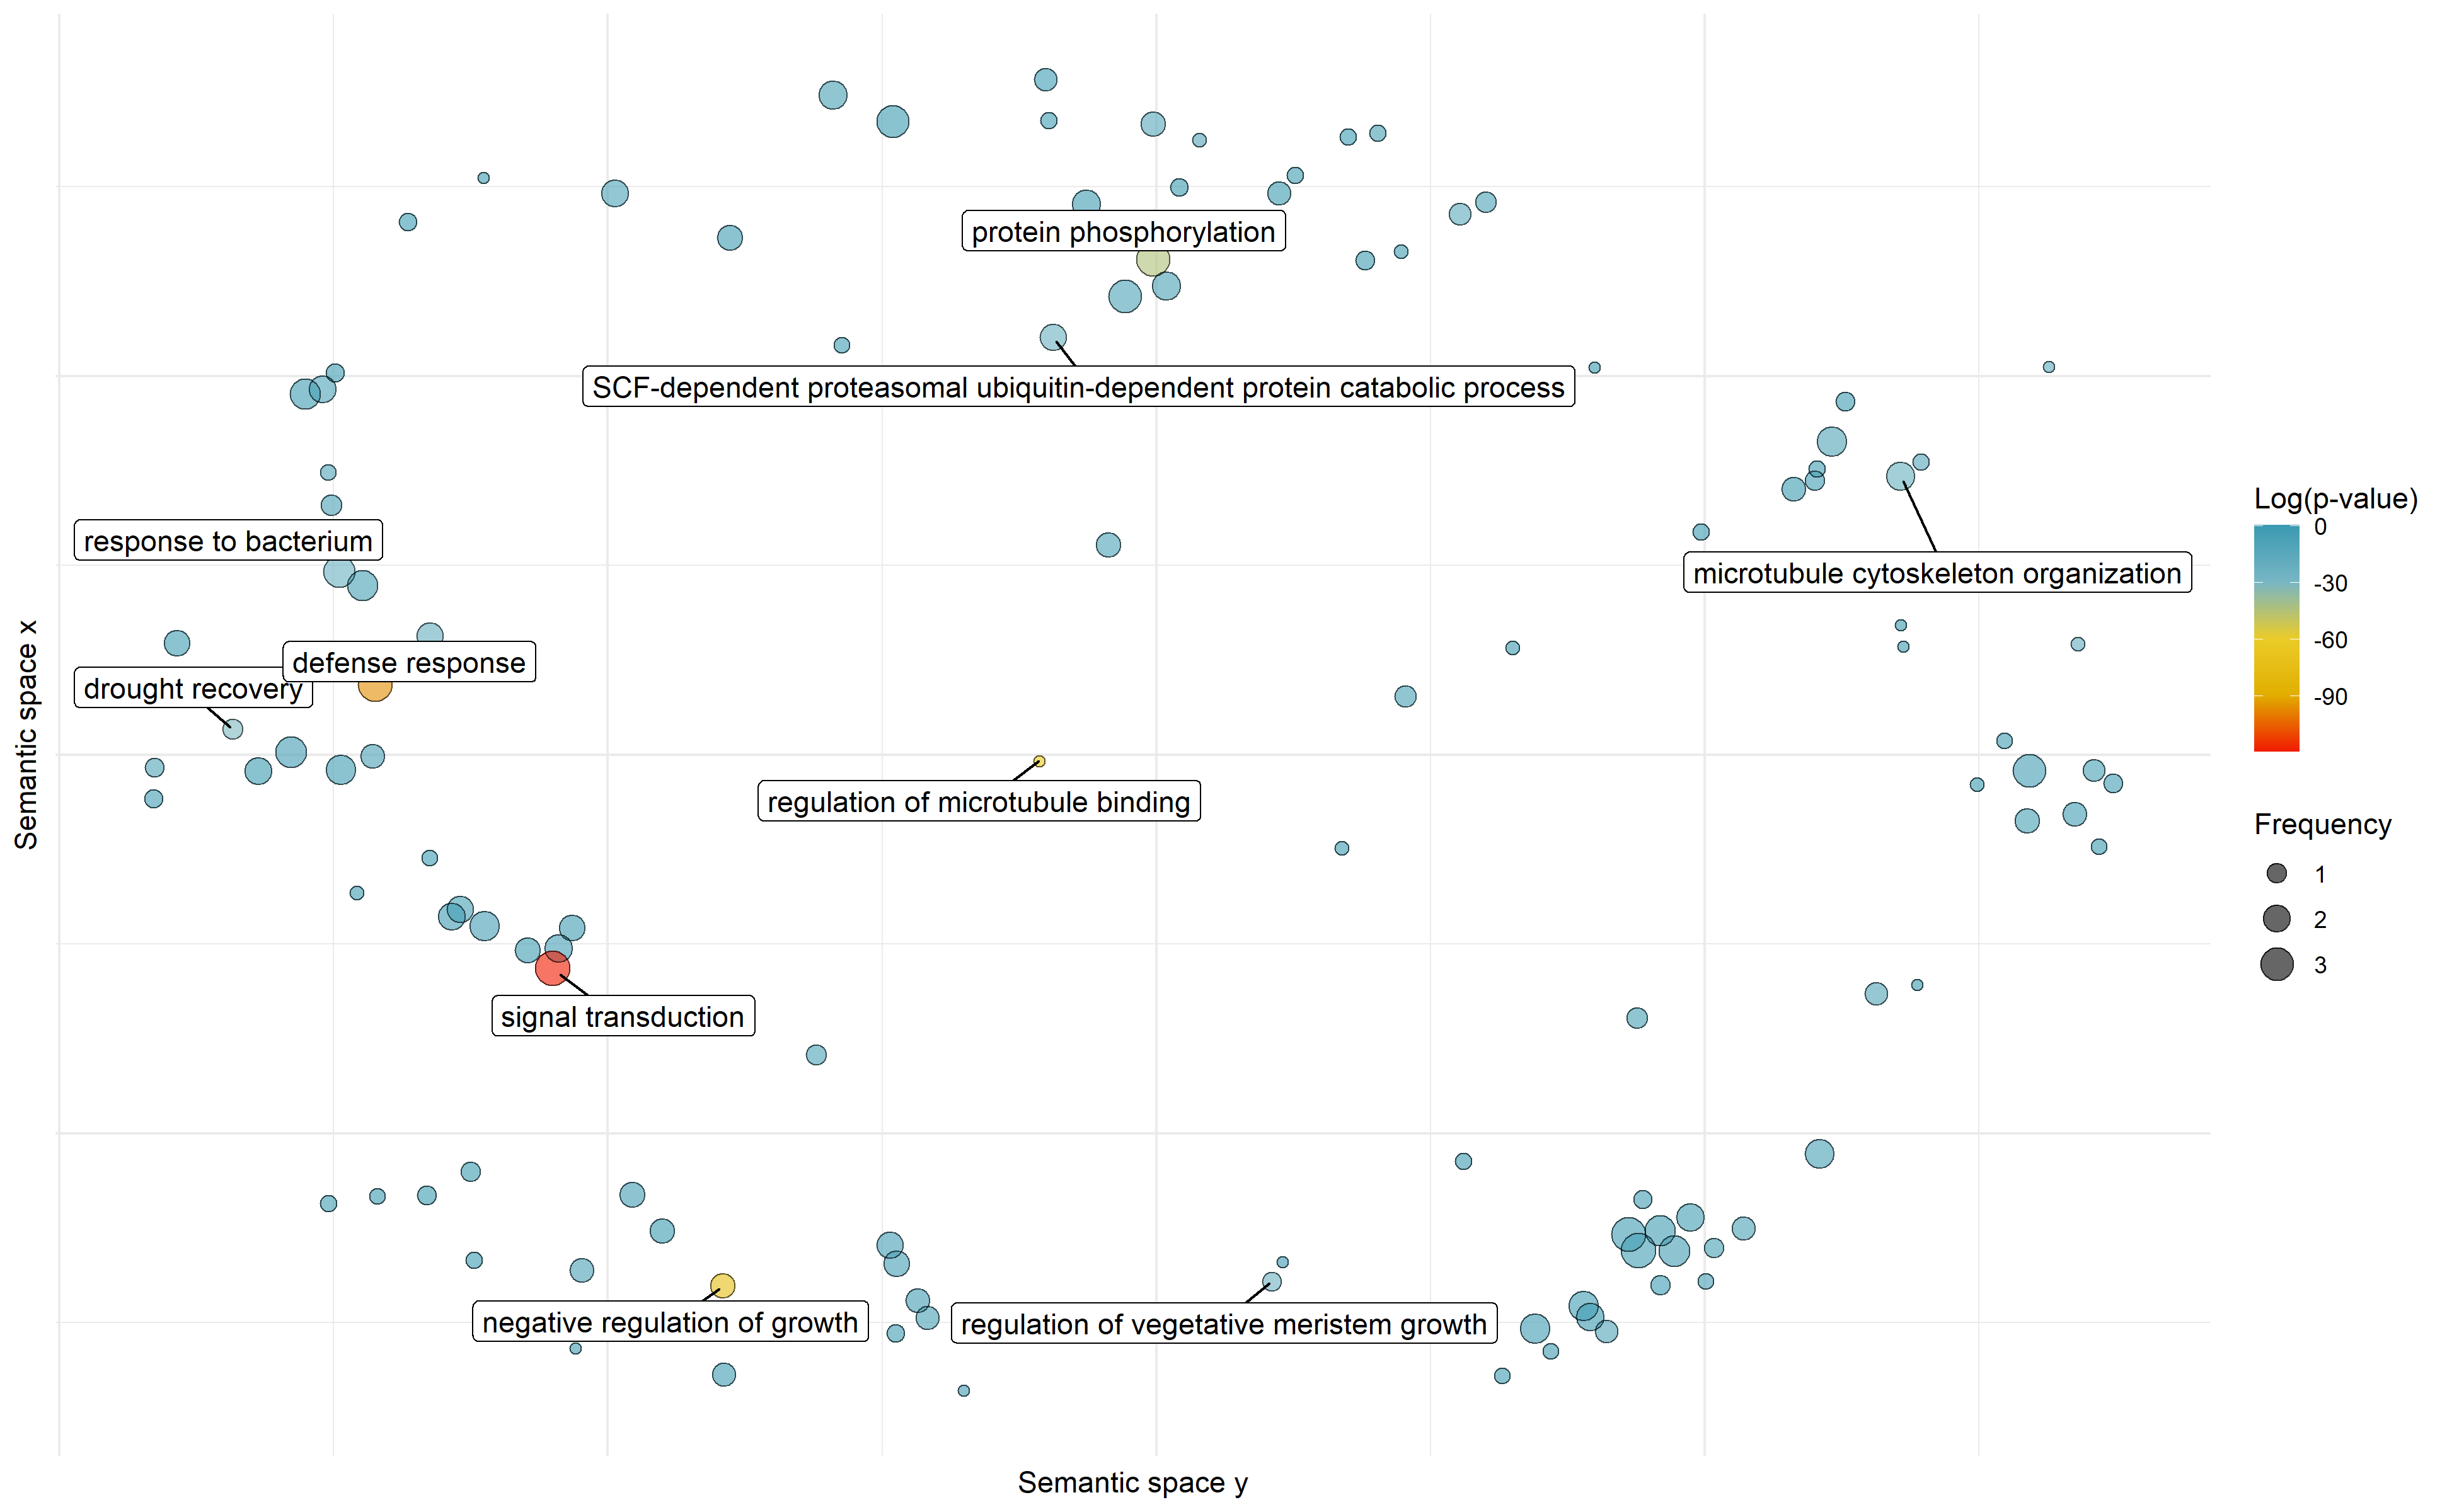 protein phosphorylation
SCF-dependent proteasomal ubiquitin-dependent protein catabolic process
response to bacterium
microtubule cytoskeleton organization
defense response
drought recovery
regulation of microtubule binding
signal transduction
negative regulation of growth
regulation of vegetative meristem growth
Semantic space x
Semantic space y
Log(p-value)
0
-30
-60
-90
Frequency
1
2
3